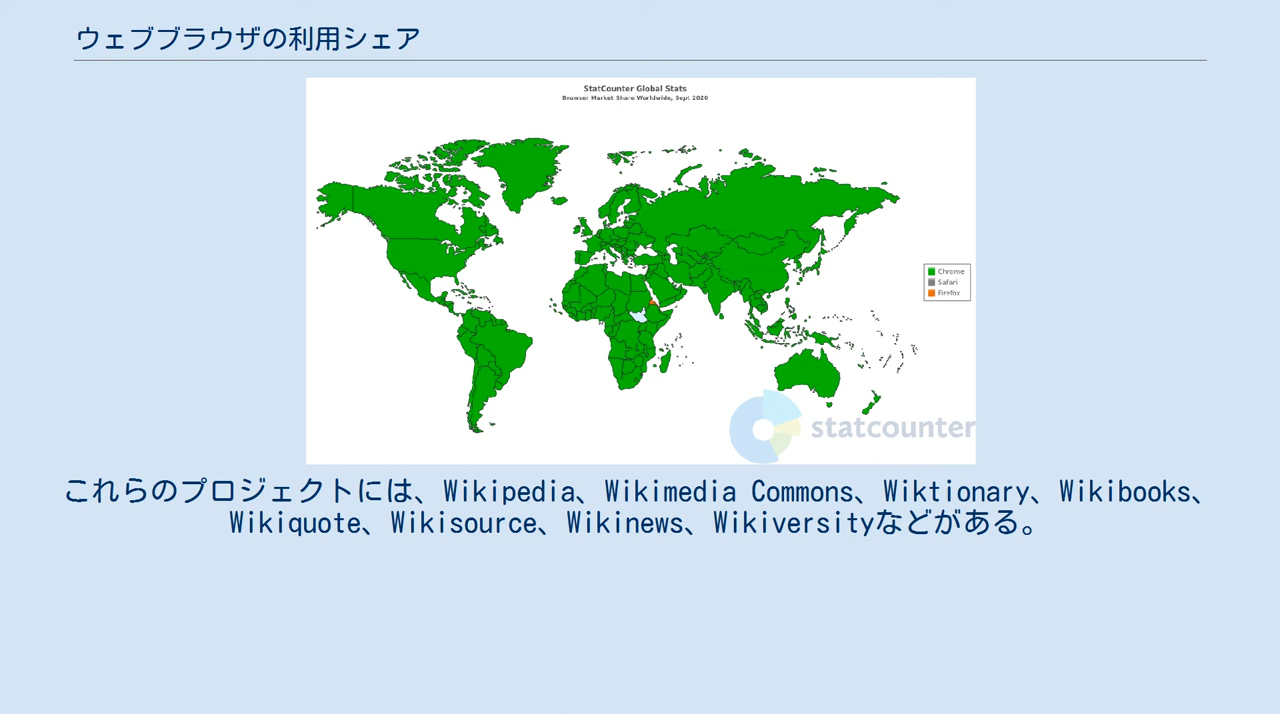 ウェブブラウザの利用シェア
StatCounter Global Stats
Browser Market Share Worldwide, Sept 2020
Chrome
Safari
Firefox
statcounter
これらのプロジェクトには、Wikipedia、Wikimedia Commons、Wiktionary、Wikibooks、
Wikiquote、Wikisource、Wikinews、Wikiversityなどがある。